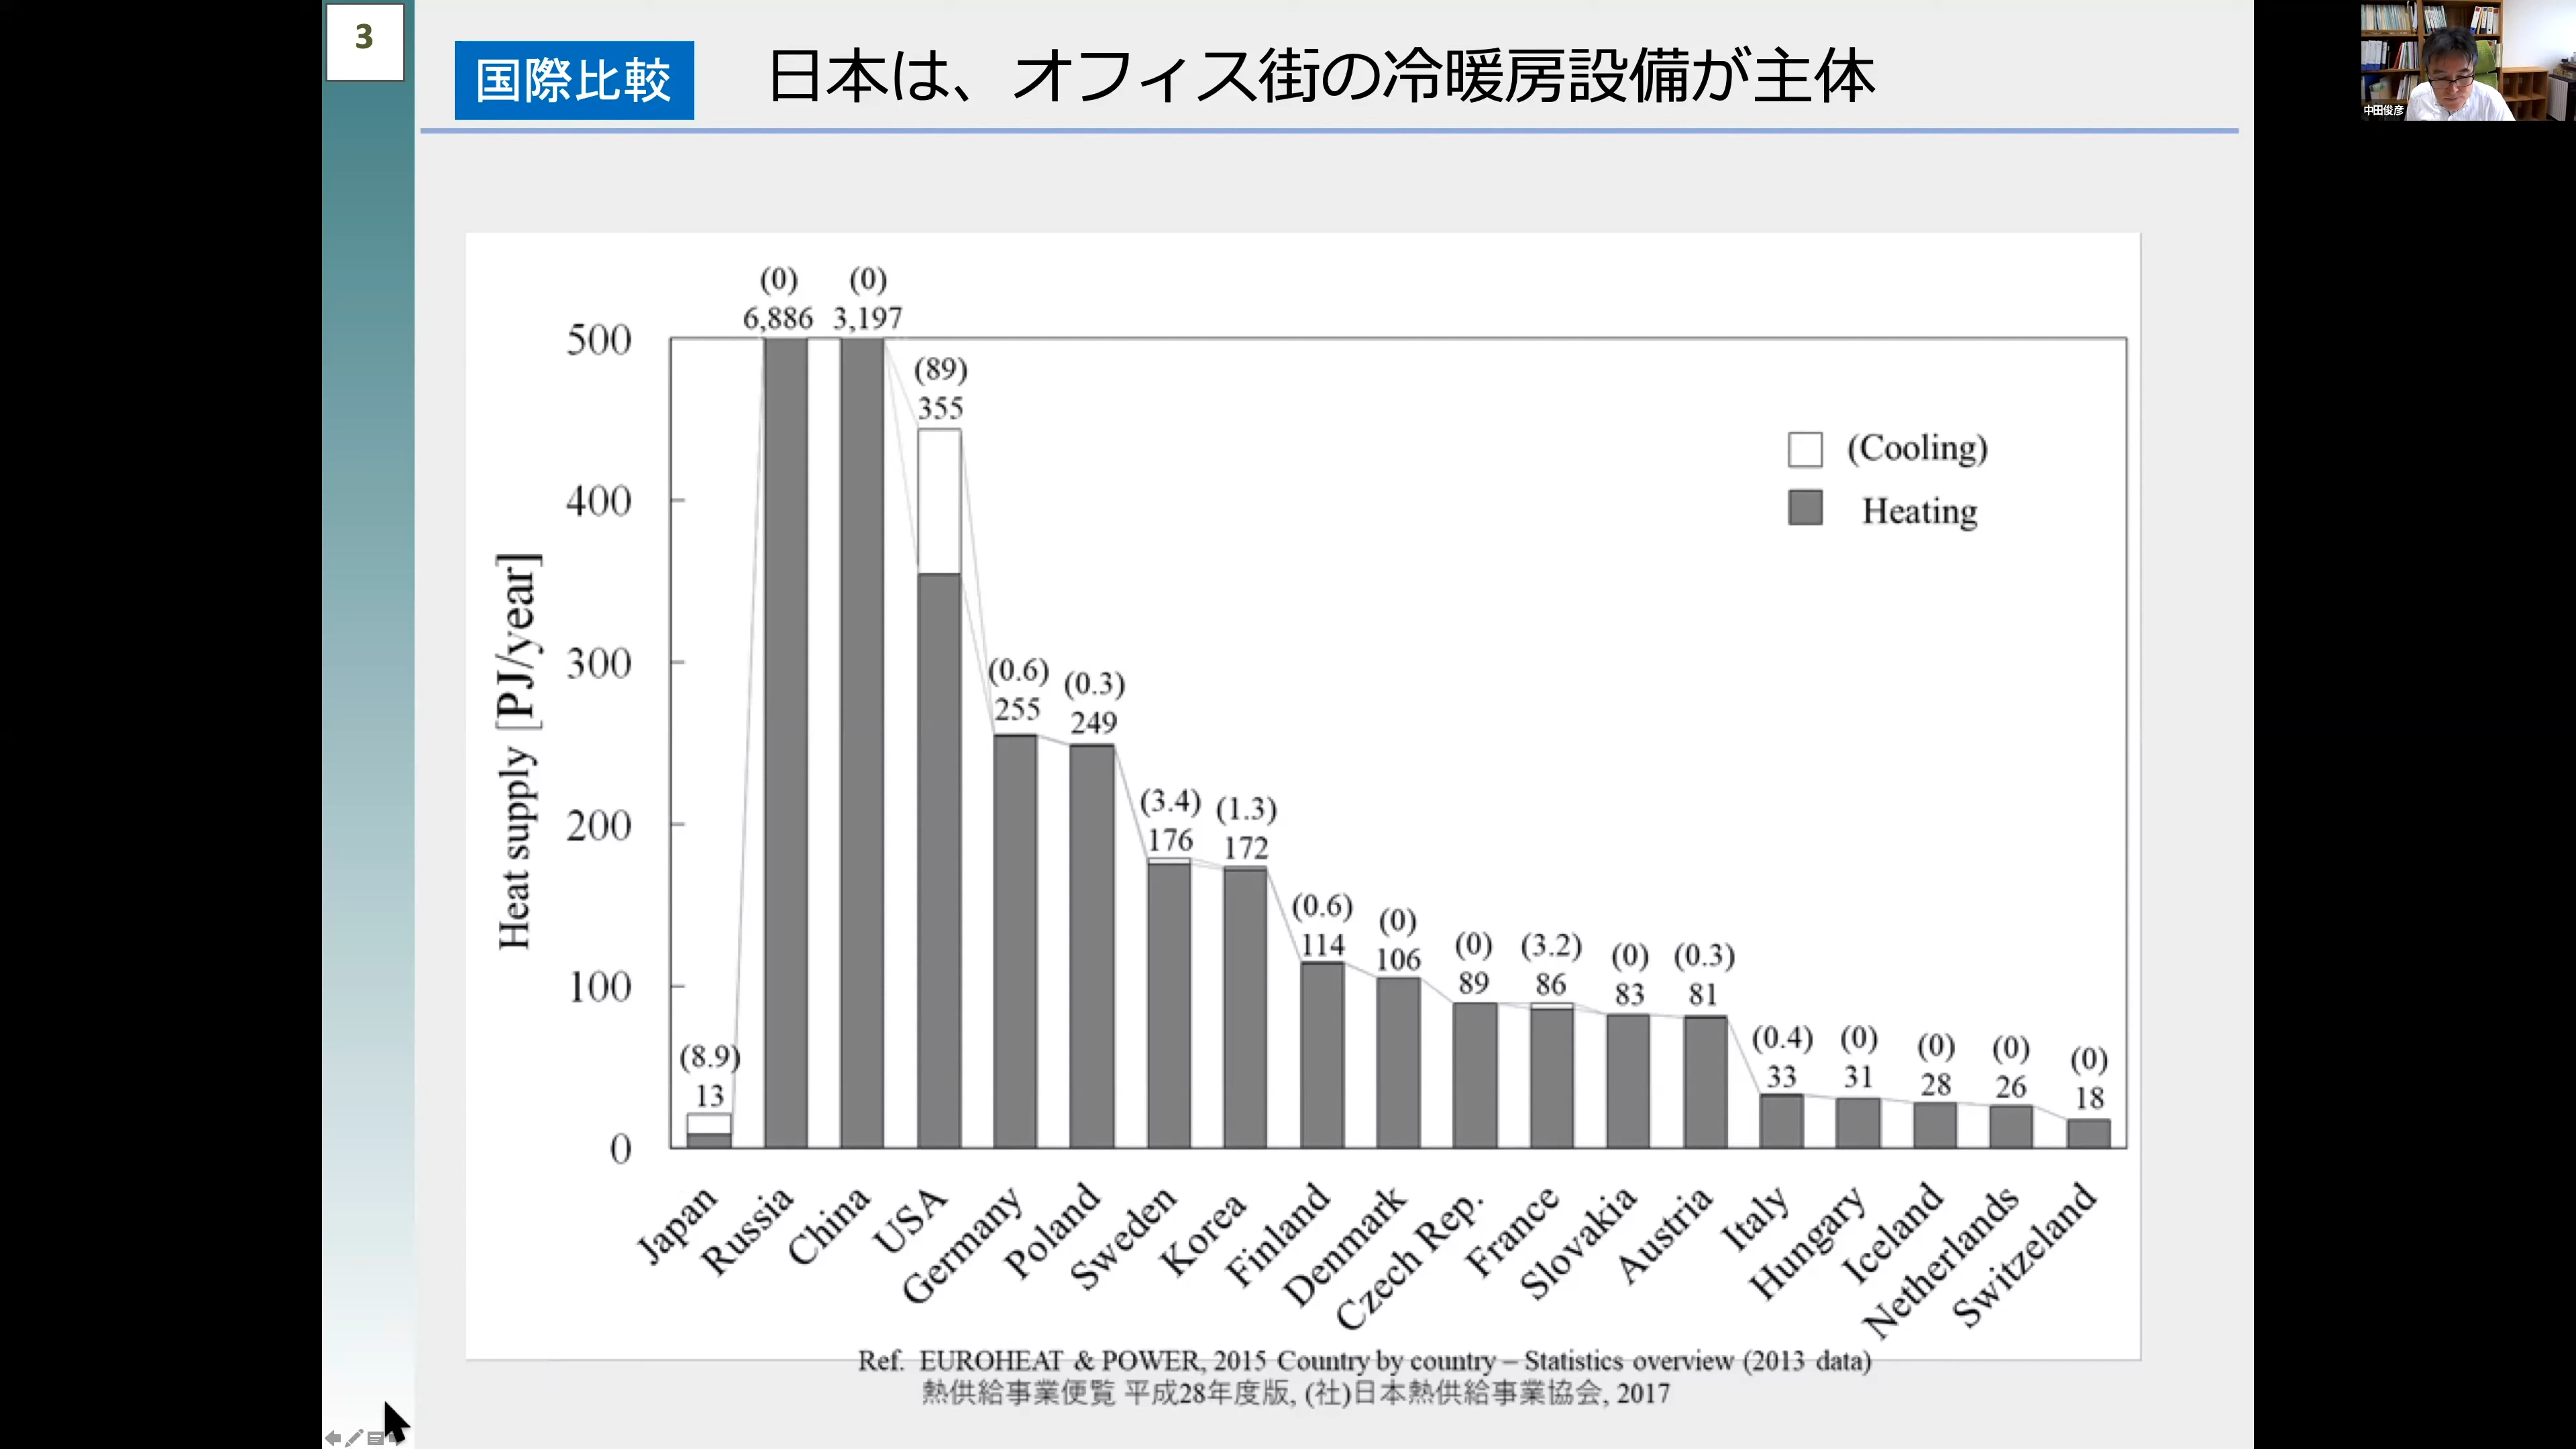 3
国際比較
日本は、オフィス街の冷暖房設備が主体
中田俊彦
(0)
6,886
(0)
3,197
(89)
355
(0.6)
255
(0.3)
249
(3.4)
176
(1.3)
172
(0.6)
114
(0)
106
(0)
89
(3.2)
86
(0)
83
(0.3)
81
(0.4)
33
(0)
31
(0)
28
(0)
26
(0)
18
(8.9)
13
500
400
300
200
100
0
Heat supply [PJ/year]
(Cooling)
Heating
Japan
Russia
China
USA
Germany
Poland
Sweden
Korea
Finland
Denmark
Czech Rep.
France
Slovakia
Austria
Italy
Hungary
Iceland
Netherlands
Switzeland
Ref. EUROHEAT & POWER, 2015 Country by country – Statistics overview (2013 data)
熱供給事業便覧 平成28年度版, (社)日本熱供給事業協会, 2017